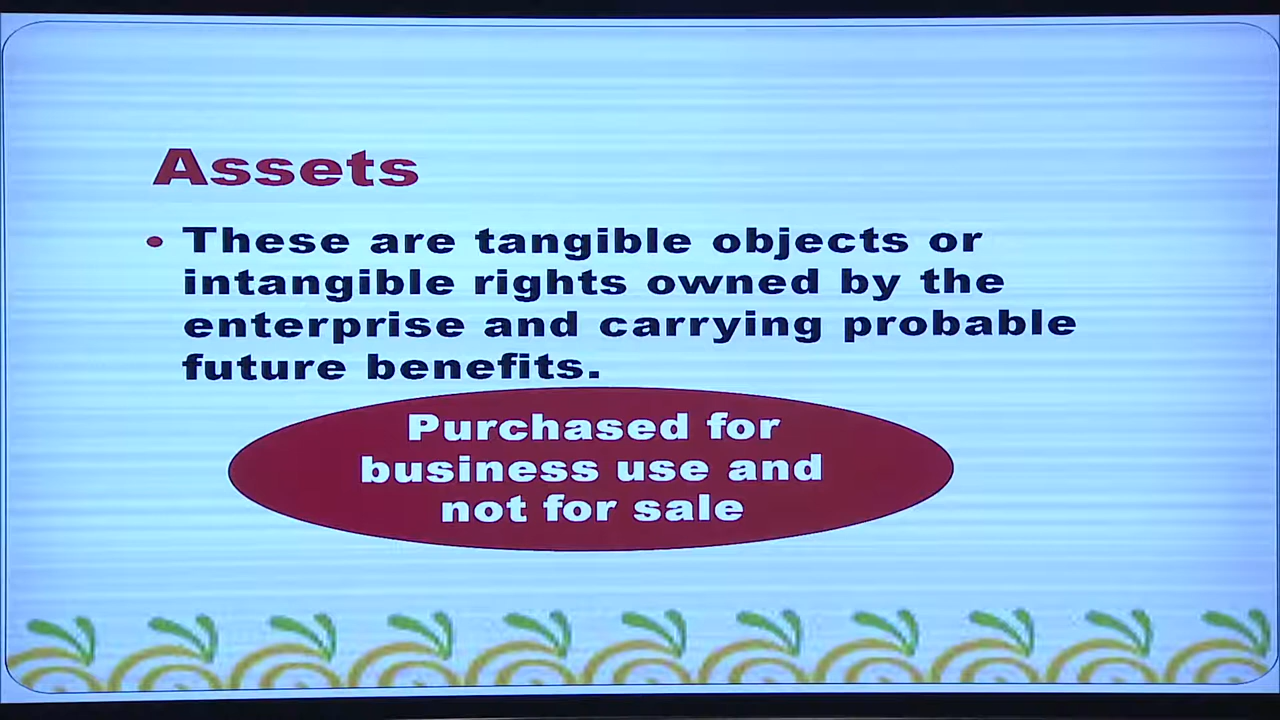 Assets
• These are tangible objects or
intangible rights owned by the
enterprise and carrying probable
future benefits.
Purchased for
business use and
not for sale